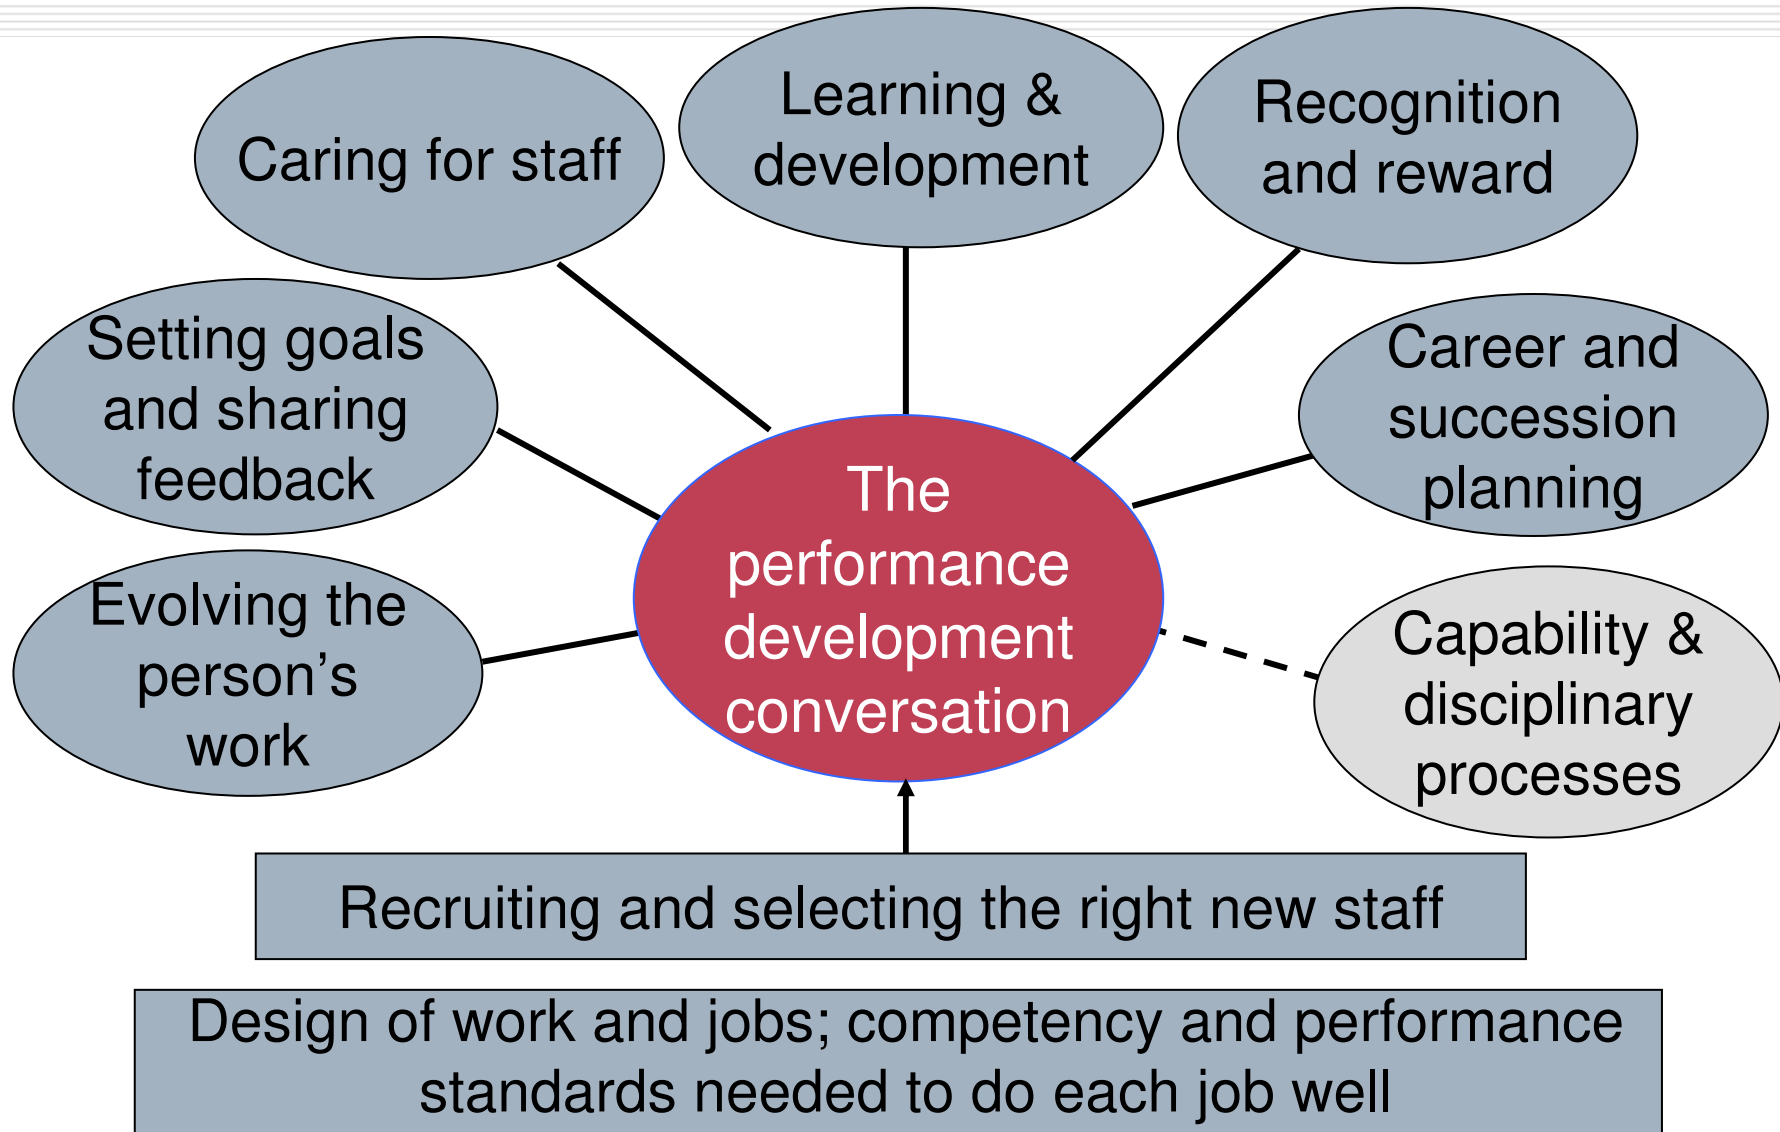 Caring for staff
Learning &
development
Recognition
and reward
Setting goals
and sharing
feedback
Career and
succession
planning
The
performance
development
conversation
Evolving the
person’s
work
Capability &
disciplinary
processes
Recruiting and selecting the right new staff
Design of work and jobs; competency and performance
standards needed to do each job well